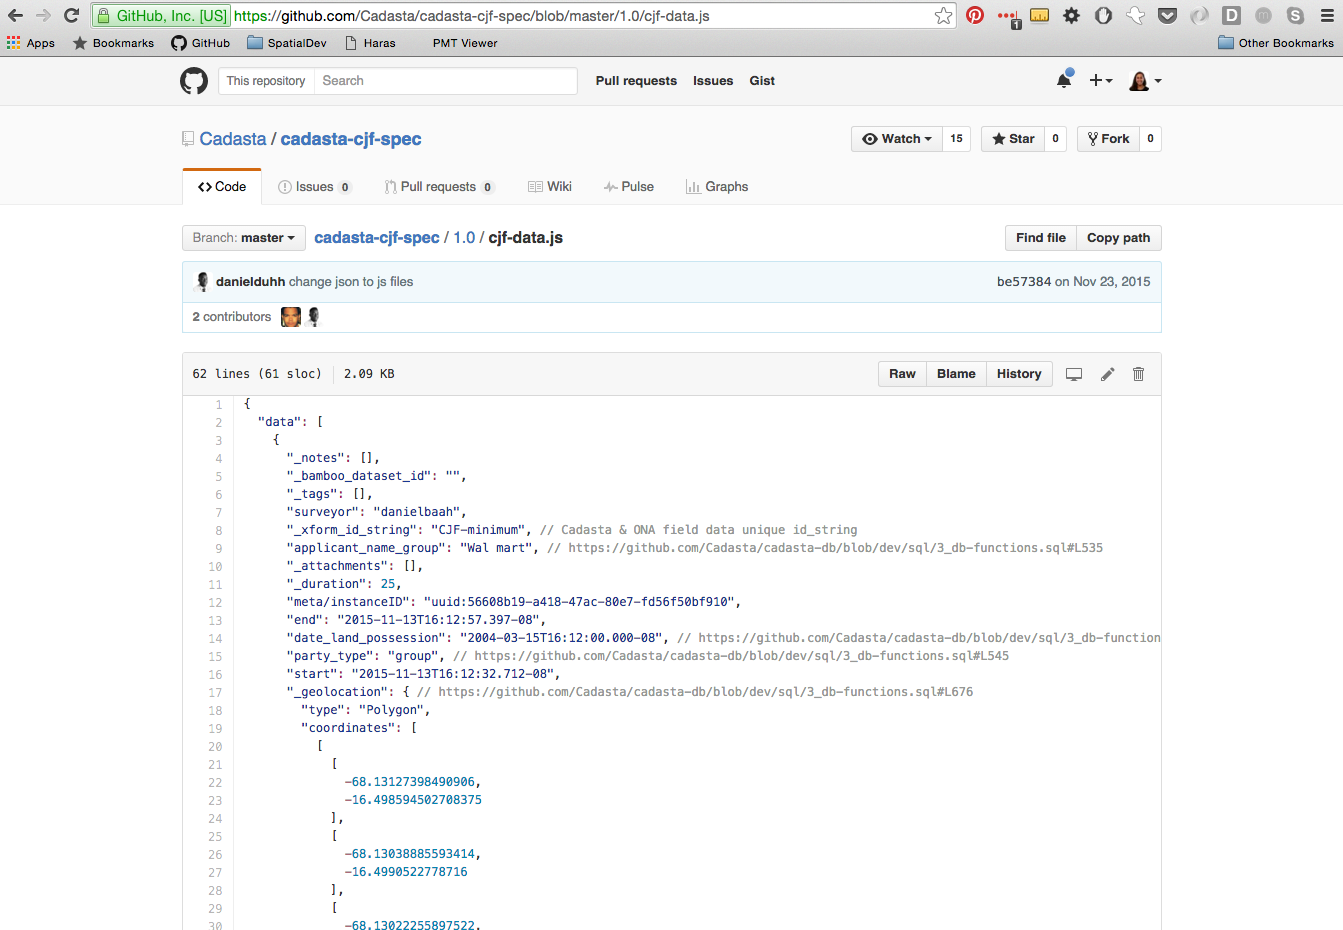 GitHub, Inc. [US] https://github.com/Cadasta/cadasta-cjf-spec/blob/master/1.0/cjf-data.js
1 D m S
Apps Bookmarks GitHub SpatialDev Haras PMT Viewer Other Bookmarks
This repository Search Pull requests Issues Gist
Cadasta / cadasta-cjf-spec Watch 15 Star 0 Fork 0
Code Issues 0 Pull requests 0 Wiki Pulse Graphs
Branch: master cadasta-cjf-spec / 1.0 / cjf-data.js Find file Copy path
danielduhh change json to js files be57384 on Nov 23, 2015
2 contributors
62 lines (61 sloc) 2.09 KB Raw Blame History
1 {
2 "data": [
3 {
4 "_notes": [],
5 "_bamboo_dataset_id": "",
6 "_tags": [],
7 "surveyor": "danielbaah",
8 "_xform_id_string": "CJF-minimum", // Cadasta & ONA field data unique id_string
9 "applicant_name_group": "Wal mart", // https://github.com/Cadasta/cadasta-db/blob/dev/sql/3_db-functions.sql#L535
10 "_attachments": [],
11 "_duration": 25,
12 "meta/instanceID": "uuid:56608b19-a418-47ac-80e7-fd56f50bf910",
13 "end": "2015-11-13T16:12:57.397-08",
14 "date_land_possession": "2004-03-15T16:12:00.000-08", // https://github.com/Cadasta/cadasta-db/blob/dev/sql/3_db-function
15 "party_type": "group", // https://github.com/Cadasta/cadasta-db/blob/dev/sql/3_db-functions.sql#L545
16 "start": "2015-11-13T16:12:32.712-08",
17 "_geolocation": { // https://github.com/Cadasta/cadasta-db/blob/dev/sql/3_db-functions.sql#L676
18 "type": "Polygon",
19 "coordinates": [
20 [
21 [
22 -68.13127398490906,
23 -16.498594502708375
24 ],
25 [
26 -68.13038885593414,
27 -16.4990522778716
28 ],
29 [
30 -68.13022255897522,